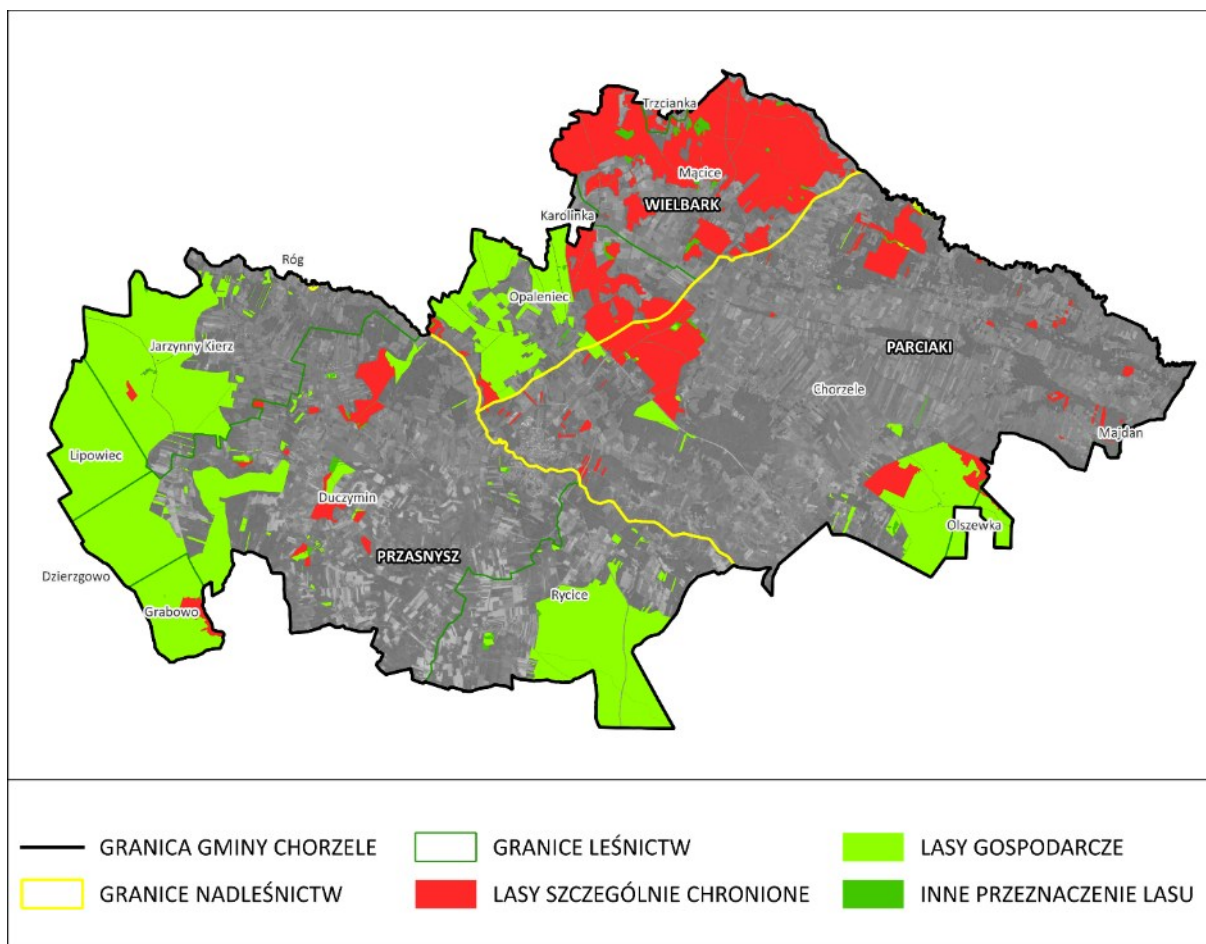 Trzcianka
Mącice
WIELBARK
Karolinka
Róg
Opaleniec
Jarzynny Kierz
PARCIAKI
Chorzele
Majdan
Lipowiec
Duczymin
Olszewka
PRZASNYSZ
Dzierzgowo
Rycice
Grabowo
GRANICA GMINY CHORZELE
GRANICE LEŚNICTW
LASY GOSPODARCZE
GRANICE NADLEŚNICTW
LASY SZCZEGÓLNIE CHRONIONE
INNE PRZEZNACZENIE LASU